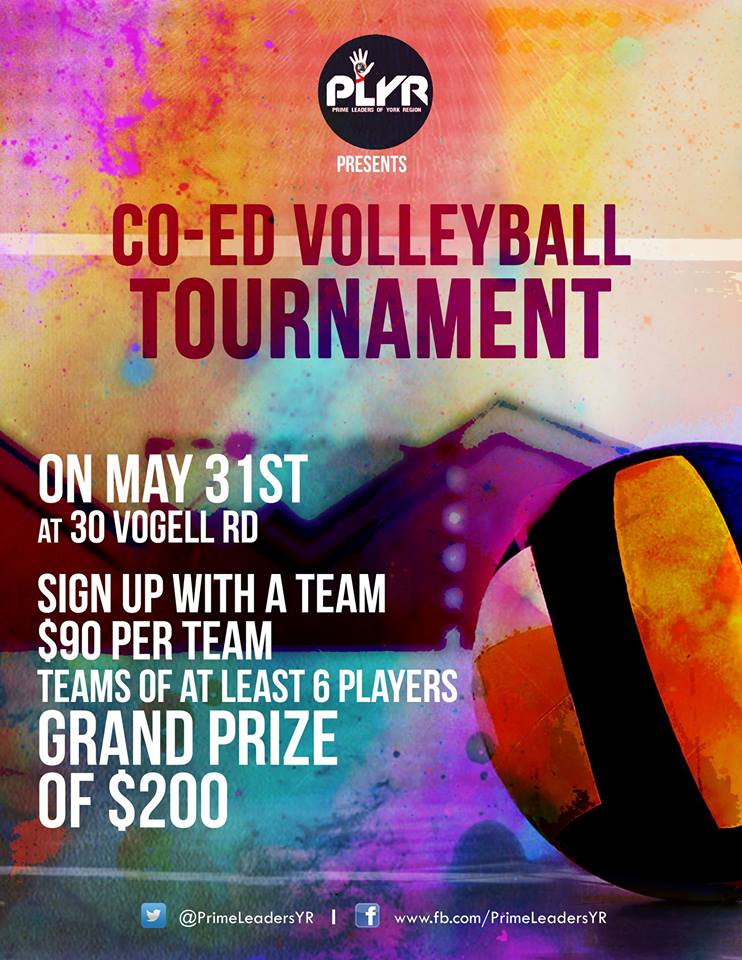 PLYR
PRIME LEADERS OF YORK REGION
PRESENTS
CO-ED VOLLEYBALL
TOURNAMENT
ON MAY 31ST
AT 30 VOGELL RD
SIGN UP WITH A TEAM
$90 PER TEAM
TEAMS OF AT LEAST 6 PLAYERS
GRAND PRIZE
OF $200
@PrimeLeadersYR | www.fb.com/PrimeLeadersYR